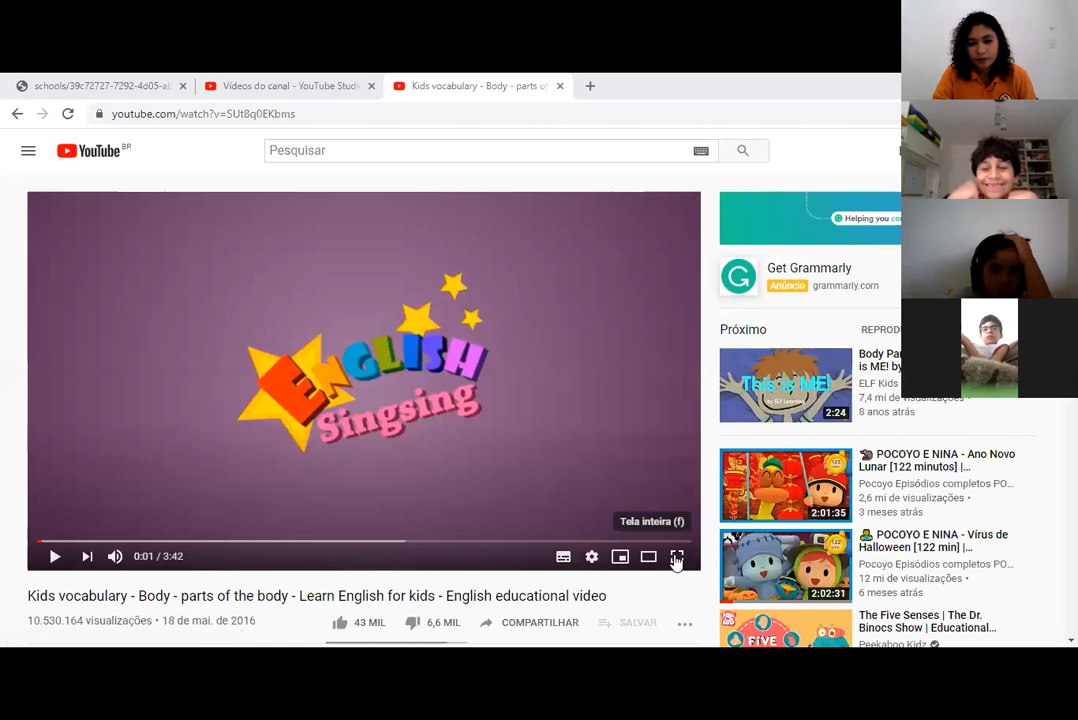 schools/39c72727-7292-4d05-a
Vídeos do canal - YouTube Studi
Kids vocabulary - Body - parts of
youtube.com/watch?v=SUt8q0EKbms
YouTube BR
Pesquisar
ENGLISH
Singsing
Tela inteira (f)
0:01 / 3:42
Kids vocabulary - Body - parts of the body - Learn English for kids - English educational video
10.530.164 visualizações • 18 de mai. de 2016
43 MIL
6,6 MIL
COMPARTILHAR
SALVAR
Helping you
Get Grammarly
Anúncio grammarly.com
Próximo
REPRODU
This is ME!
by ELF Learning
2:24
Body Par
is ME! by
ELF Kids
7,4 mi de visualizações •
8 anos atrás
2:01:35
POCOYO E NINA - Ano Novo
Lunar [122 minutos] |...
Pocoyo Episódios completos PO...
2,6 mi de visualizações •
3 meses atrás
2:02:31
POCOYO E NINA - Vírus de
Halloween [122 min] |...
Pocoyo Episódios completos PO...
12 mi de visualizações •
6 meses atrás
FIVE
The Five Senses | The Dr.
Binocs Show | Educational...
Peekaboo Kidz